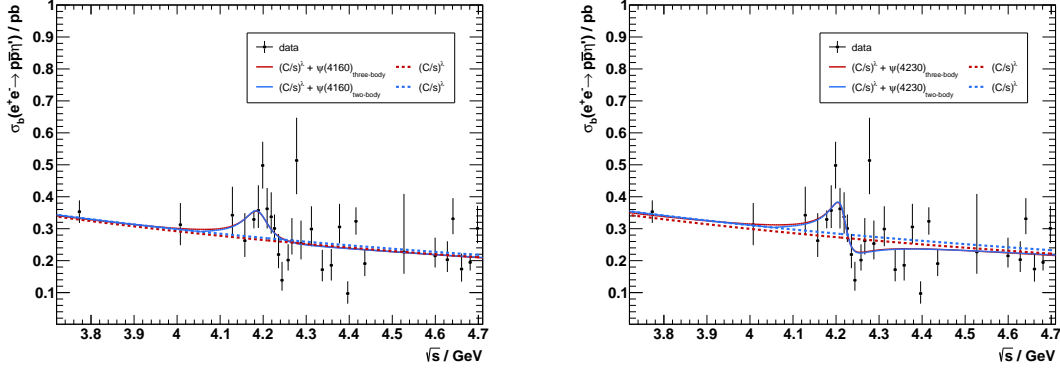 σb(e⁺e⁻→ pp̄η') / pb
1
0.9
0.8
0.7
0.6
0.5
0.4
0.3
0.2
0.1
data
(C/s)^λ + ψ(4160)three-body (C/s)^λ
(C/s)^λ + ψ(4160)two-body (C/s)^λ
3.8 3.9 4 4.1 4.2 4.3 4.4 4.5 4.6 4.7
√s / GeV
σb(e⁺e⁻→ pp̄η') / pb
1
0.9
0.8
0.7
0.6
0.5
0.4
0.3
0.2
0.1
data
(C/s)^λ + ψ(4230)three-body (C/s)^λ
(C/s)^λ + ψ(4230)two-body (C/s)^λ
3.8 3.9 4 4.1 4.2 4.3 4.4 4.5 4.6 4.7
√s / GeV